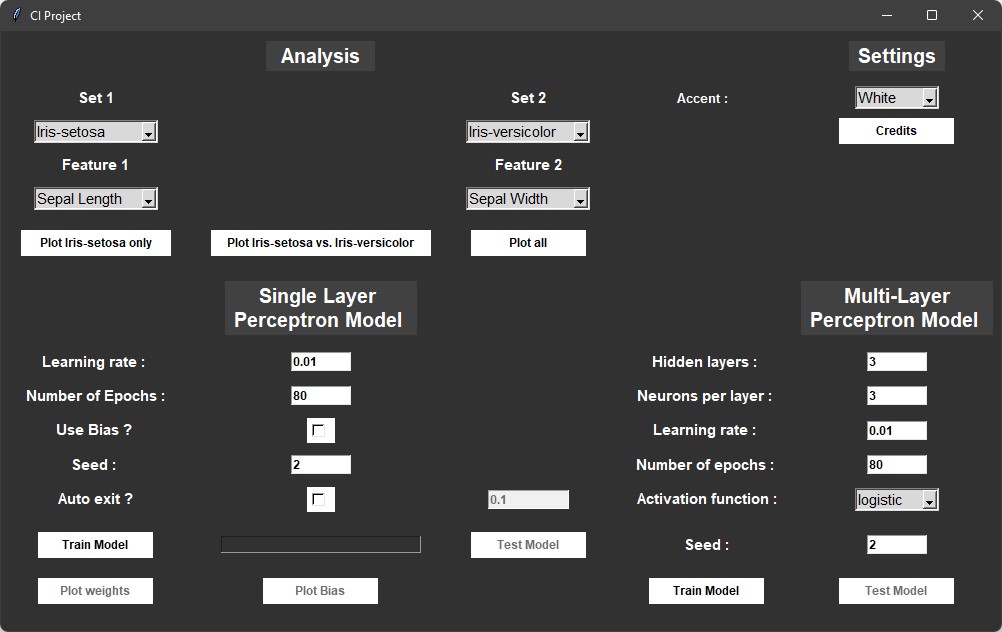 CI Project
Analysis
Settings
Set 1
Set 2
Accent :
White
Iris-setosa
Iris-versicolor
Credits
Feature 1
Feature 2
Sepal Length
Sepal Width
Plot Iris-setosa only
Plot Iris-setosa vs. Iris-versicolor
Plot all
Single Layer
Perceptron Model
Multi-Layer
Perceptron Model
Learning rate :
0.01
Hidden layers :
3
Number of Epochs :
80
Neurons per layer :
3
Use Bias ?
Learning rate :
0.01
Seed :
2
Number of epochs :
80
Auto exit ?
0.1
Activation function :
logistic
Train Model
Test Model
Seed :
2
Plot weights
Plot Bias
Train Model
Test Model